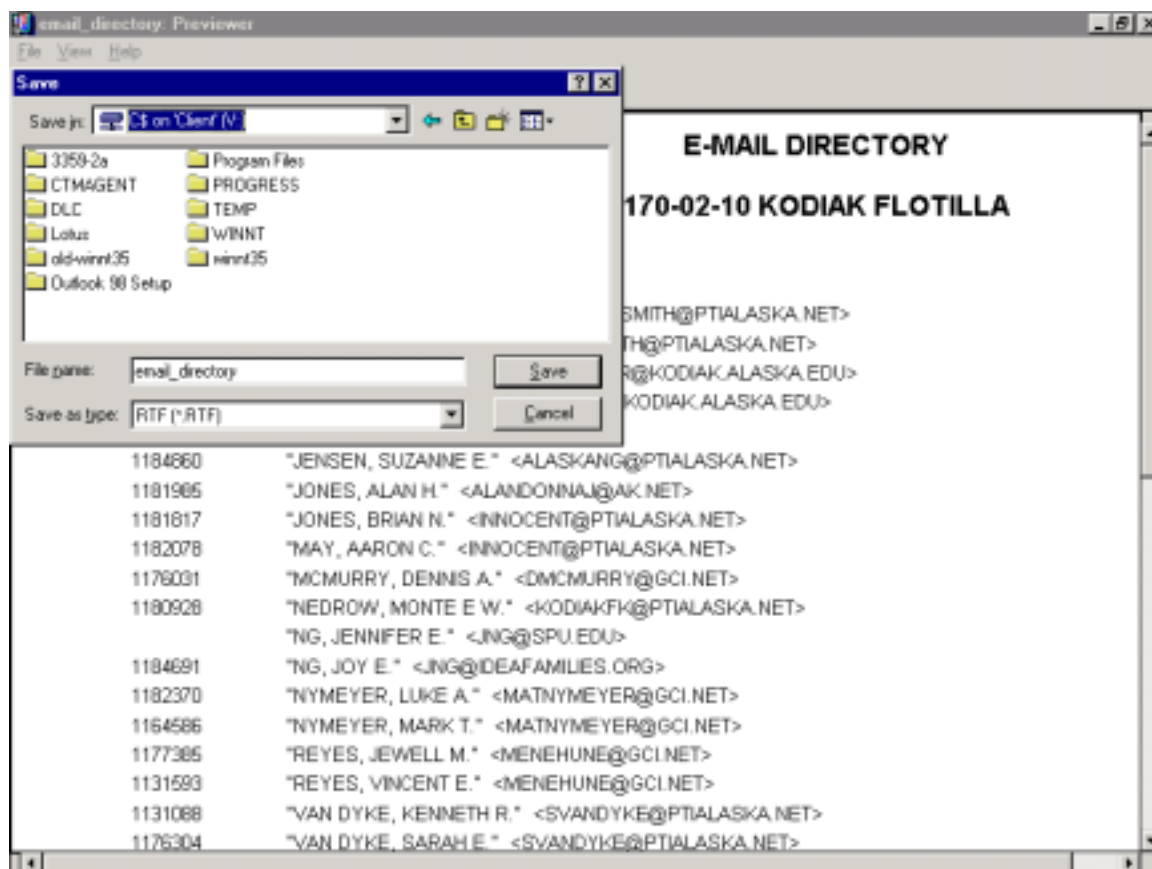 email_directory: Previewer
File View Help
Save
Save in: C$ on 'Client' (V:)
3359-2a
CTMAGENT
DLC
Lotus
old-winnt35
Outlook 98 Setup
Program Files
PROGRESS
TEMP
WINNT
winnt35
File name: email_directory Save
Save as type: RTF (*.RTF) Cancel
E-MAIL DIRECTORY
170-02-10 KODIAK FLOTILLA
SMITH@PTIALASKA.NET>
TH@PTIALASKA.NET>
R@KODIAK.ALASKA.EDU>
KODIAK.ALASKA.EDU>
1184860 "JENSEN, SUZANNE E." <ALASKANG@PTIALASKA.NET>
1181985 "JONES, ALAN H." <ALANDONNAJ@AK.NET>
1181817 "JONES, BRIAN N." <INNOCENT@PTIALASKA.NET>
1182078 "MAY, AARON C." <INNOCENT@PTIALASKA.NET>
1176031 "MCMURRY, DENNIS A." <DMCMURRY@GCI.NET>
1180928 "NEDROW, MONTE E W." <KODIAKFK@PTIALASKA.NET>
"NG, JENNIFER E." <JNG@SPU.EDU>
1184691 "NG, JOY E." <JNG@IDEAFAMILIES.ORG>
1182370 "NYMEYER, LUKE A." <MATNYMEYER@GCI.NET>
1164586 "NYMEYER, MARK T." <MATNYMEYER@GCI.NET>
1177385 "REYES, JEWELL M." <MENEHUNE@GCI.NET>
1131593 "REYES, VINCENT E." <MENEHUNE@GCI.NET>
1131088 "VAN DYKE, KENNETH R." <SVANDYKE@PTIALASKA.NET>
1176304 "VAN DYKE, SARAH E." <SVANDYKE@PTIALASKA.NET>